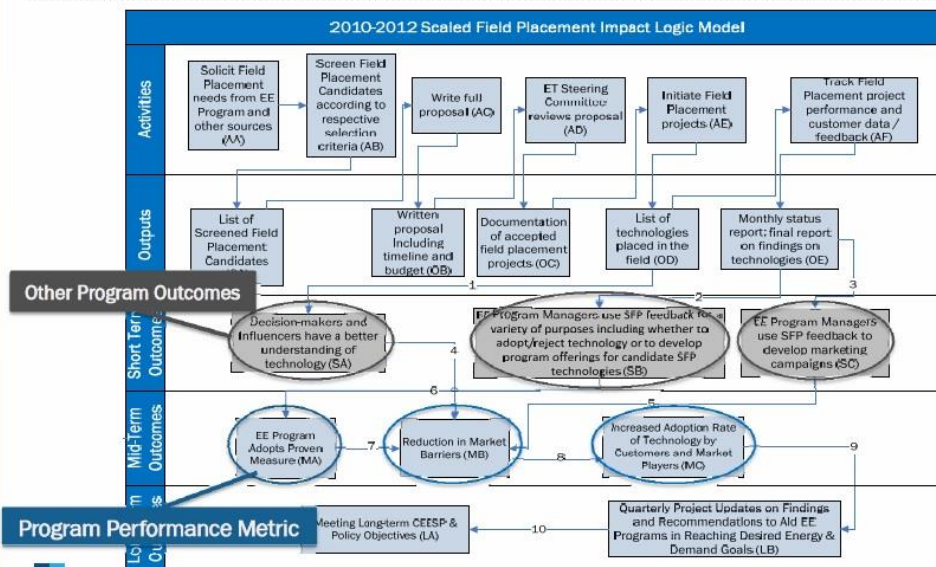 2010-2012 Scaled Field Placement Impact Logic Model
Activities
Solicit Field
Placement
needs from EE
Program and
other sources
(AA)
Screen Field
Placement
Candidates
according to
respective
selection
criteria (AB)
Write full
proposal (AC)
ET Steering
Committee
reviews proposal
(AD)
Initiate Field
Placement
projects (AE)
Track Field
Placement project
performance and
customer data /
feedback (AF)
Outputs
List of
Screened Field
Placement
Candidates
Written
proposal
Including
timeline and
budget (OB)
Documentation
of accepted
field placement
projects (OC)
List of
technologies
placed in the
field (OD)
Monthly status
report; final report
on findings on
technologies (OE)
Other Program Outcomes
1
2
3
Short Term
Outcomes
Decision-makers and
Influencers have a better
understanding of
technology (SA)
Program Managers use SFP feedback for a
variety of purposes including whether to
adopt/reject technology or to develop
program offerings for candidate SFP
technologies (SB)
EE Program Managers
use SFP feedback to
develop marketing
campaigns (SC)
4
6
5
Mid-Term
Outcomes
EE Program
Adopts Proven
Measure (MA)
7
Reduction in Market
Barriers (MB)
8
Increased Adoption Rate
of Technology by
Customers and Market
Players (MC)
9
Program Performance Metric
Meeting Long-term CEESP &
Policy Objectives (LA)
10
Quarterly Project Updates on Findings
and Recommendations to Aid EE
Programs in Reaching Desired Energy &
Demand Goals (LB)